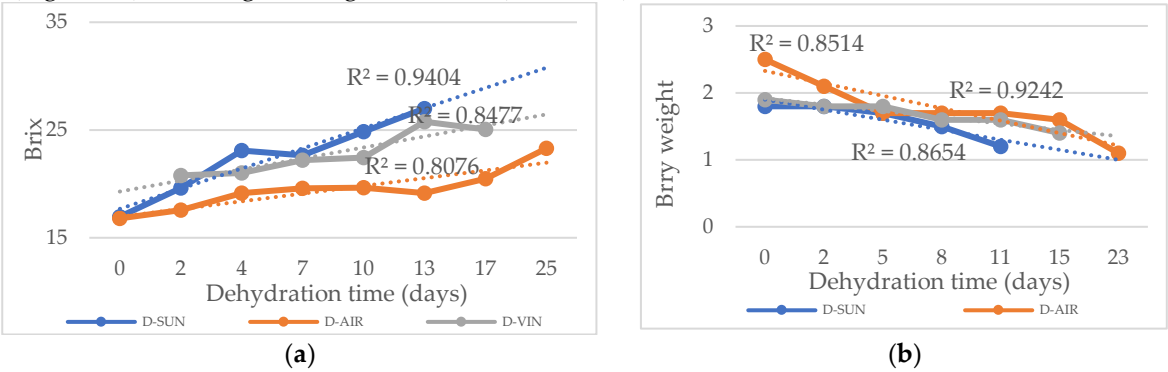 35
25
15
Brix
R² = 0.9404
R² = 0.8477
R² = 0.8076
0 2 4 7 10 13 17 25
Dehydration time (days)
D-SUN D-AIR D-VIN
(a)
3
2
1
0
Brry weight
R² = 0.8514
R² = 0.9242
R² = 0.8654
0 2 5 8 11 15 23
Dehydration time (days)
D-SUN D-AIR
(b)